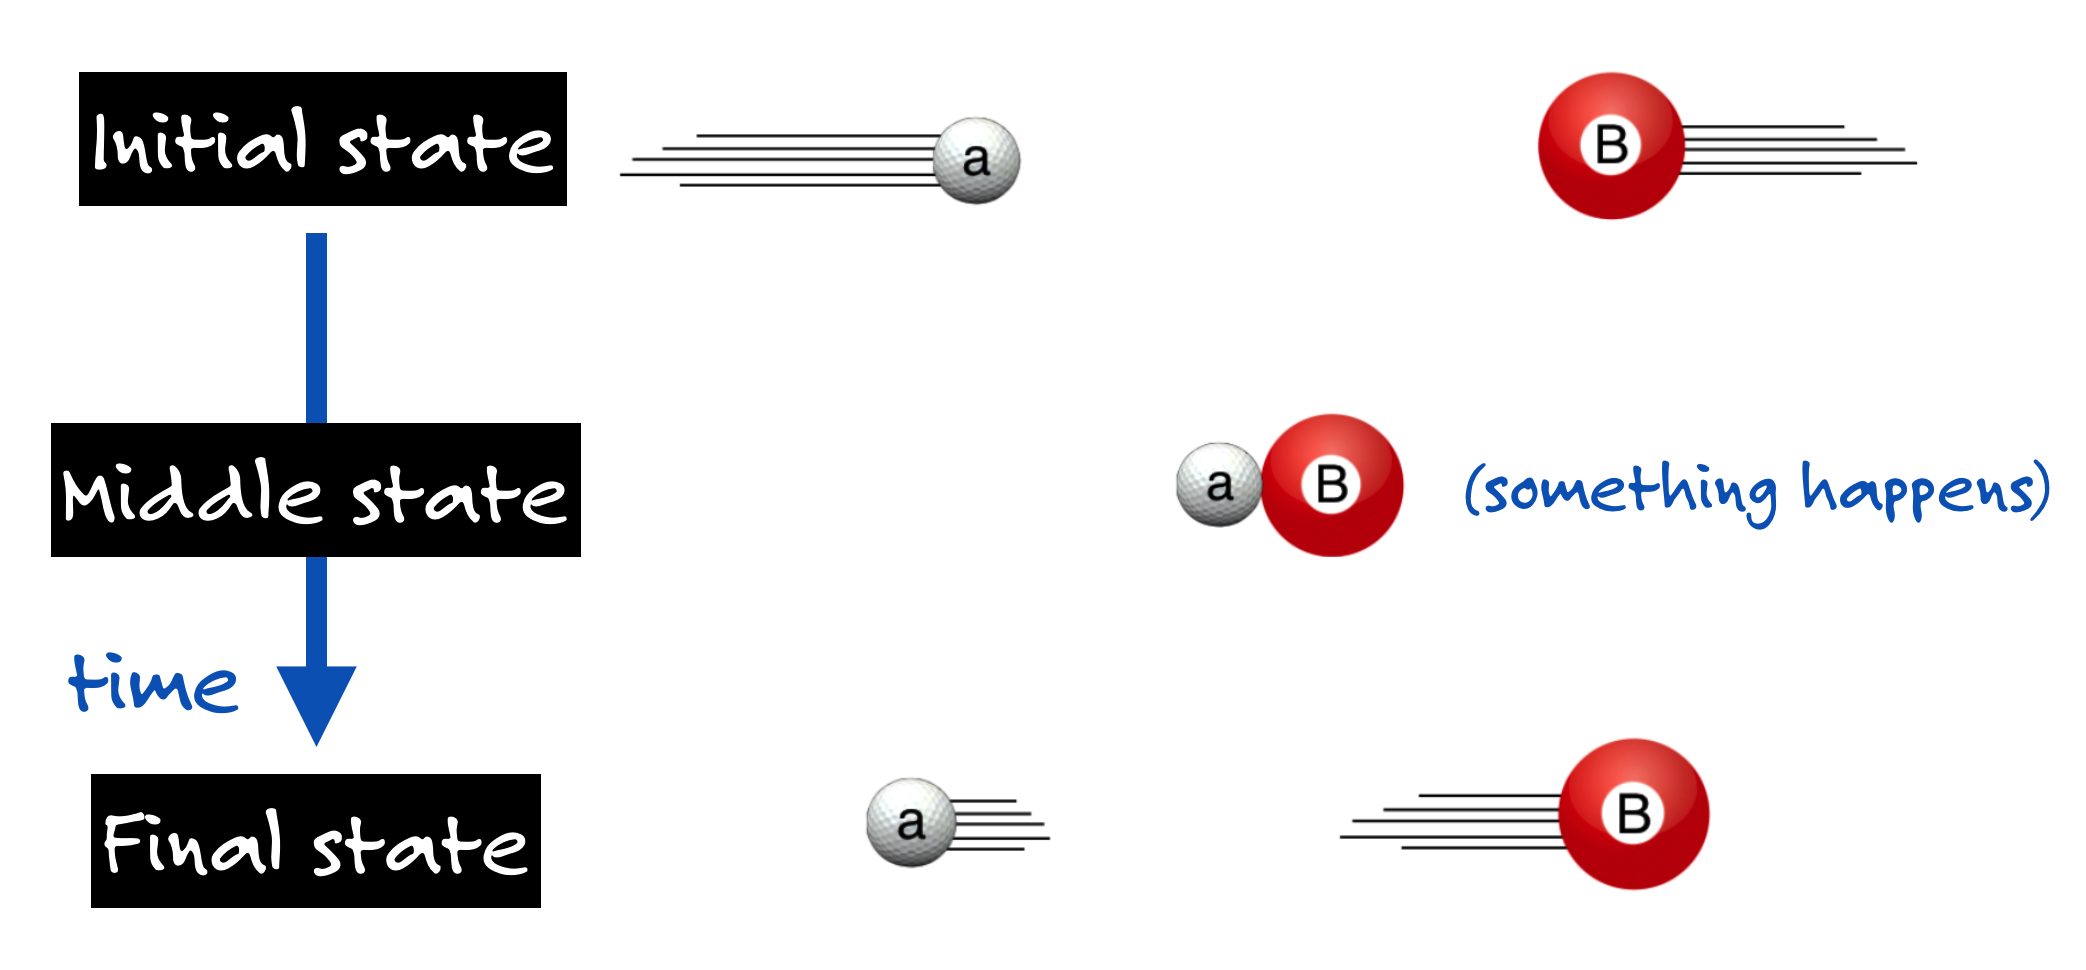 Initial state
a
B
Middle state
a
B
(something happens)
time
Final state
a
B